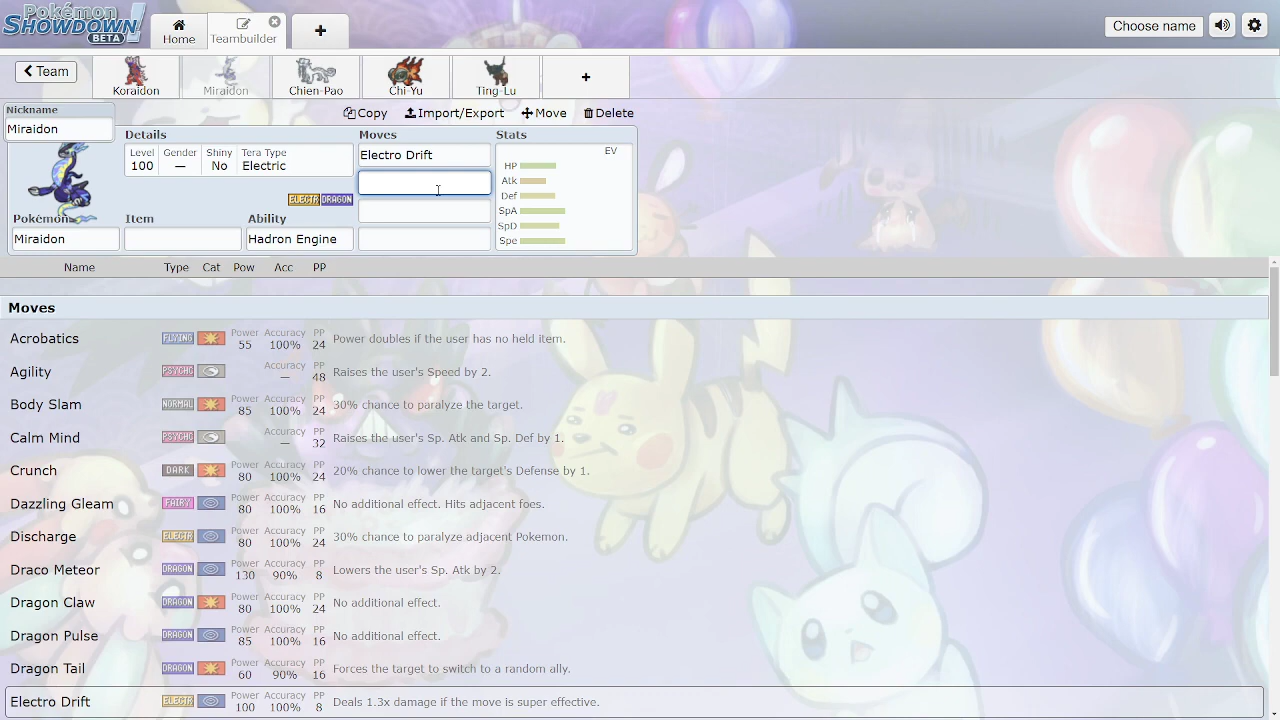 Pokémon
SHOWDOWN!
BETA
Home
Teambuilder
+
Choose name
Team
Koraidon
Miraidon
Chien-Pao
Chi-Yu
Ting-Lu
+
Nickname
Miraidon
Copy
Import/Export
Move
Delete
Details
Level
100
Gender
—
Shiny
No
Tera Type
Electric
ELECTR DRAGON
Pokémon
Miraidon
Item
Ability
Hadron Engine
Moves
Electro Drift
Stats
EV
HP
Atk
Def
SpA
SpD
Spe
Name Type Cat Pow Acc PP
Moves
Acrobatics FLYING Power 55 Accuracy 100% PP 24 Power doubles if the user has no held item.
Agility PSYCHC Accuracy — PP 48 Raises the user's Speed by 2.
Body Slam NORMAL Power 85 Accuracy 100% PP 24 30% chance to paralyze the target.
Calm Mind PSYCHC Accuracy — PP 32 Raises the user's Sp. Atk and Sp. Def by 1.
Crunch DARK Power 80 Accuracy 100% PP 24 20% chance to lower the target's Defense by 1.
Dazzling Gleam FAIRY Power 80 Accuracy 100% PP 16 No additional effect. Hits adjacent foes.
Discharge ELECTR Power 80 Accuracy 100% PP 24 30% chance to paralyze adjacent Pokemon.
Draco Meteor DRAGON Power 130 Accuracy 90% PP 8 Lowers the user's Sp. Atk by 2.
Dragon Claw DRAGON Power 80 Accuracy 100% PP 24 No additional effect.
Dragon Pulse DRAGON Power 85 Accuracy 100% PP 16 No additional effect.
Dragon Tail DRAGON Power 60 Accuracy 90% PP 16 Forces the target to switch to a random ally.
Electro Drift ELECTR Power 100 Accuracy 100% PP 8 Deals 1.3x damage if the move is super effective.